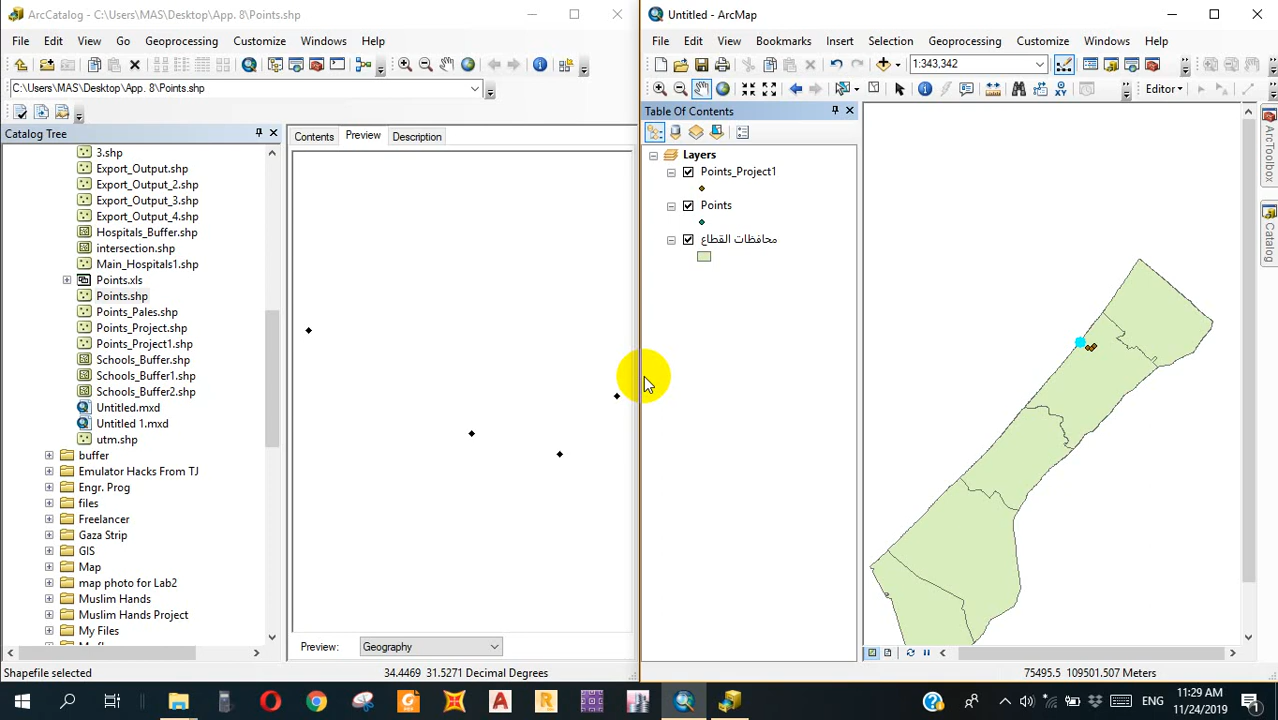 ArcCatalog - C:\Users\MAS\Desktop\App. 8\Points.shp
File Edit View Go Geoprocessing Customize Windows Help
C:\Users\MAS\Desktop\App. 8\Points.shp
Catalog Tree
3.shp
Export_Output.shp
Export_Output_2.shp
Export_Output_3.shp
Export_Output_4.shp
Hospitals_Buffer.shp
intersection.shp
Main_Hospitals1.shp
Points.xls
Points.shp
Points_Pales.shp
Points_Project.shp
Points_Project1.shp
Schools_Buffer.shp
Schools_Buffer1.shp
Schools_Buffer2.shp
Untitled.mxd
Untitled 1.mxd
utm.shp
buffer
Emulator Hacks From TJ
Engr. Prog
files
Freelancer
Gaza Strip
GIS
Map
map photo for Lab2
Muslim Hands
Muslim Hands Project
My Files
Contents Preview Description
Preview: Geography
Shapefile selected
34.4469 31.5271 Decimal Degrees
Untitled - ArcMap
File Edit View Bookmarks Insert Selection Geoprocessing Customize Windows Help
1:343,342
Editor
Table Of Contents
Layers
Points_Project1
Points
محافظات القطاع
ArcToolbox
Catalog
75495.5 109501.507 Meters
ENG
11:29 AM
11/24/2019